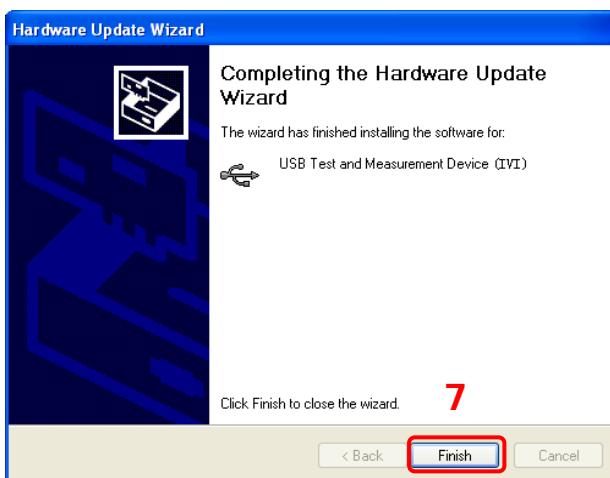 Hardware Update Wizard
Completing the Hardware Update
Wizard
The wizard has finished installing the software for:
USB Test and Measurement Device (IVI)
Click Finish to close the wizard.
7
< Back
Finish
Cancel